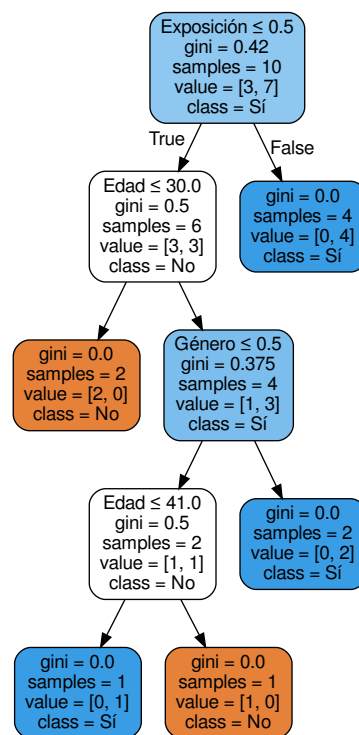 Exposición ≤ 0.5
gini = 0.42
samples = 10
value = [3, 7]
class = Sí
True
False
Edad ≤ 30.0
gini = 0.5
samples = 6
value = [3, 3]
class = No
gini = 0.0
samples = 4
value = [0, 4]
class = Sí
gini = 0.0
samples = 2
value = [2, 0]
class = No
Género ≤ 0.5
gini = 0.375
samples = 4
value = [1, 3]
class = Sí
Edad ≤ 41.0
gini = 0.5
samples = 2
value = [1, 1]
class = No
gini = 0.0
samples = 2
value = [0, 2]
class = Sí
gini = 0.0
samples = 1
value = [0, 1]
class = Sí
gini = 0.0
samples = 1
value = [1, 0]
class = No